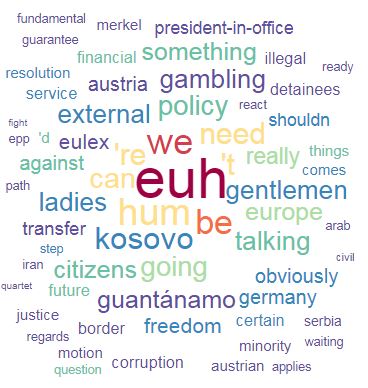 fundamental merkel president-in-office
guarantee financial something illegal
resolution austria gambling ready
service external policy react detainees
fight 'd we need shouldn
epp eulex 're 't really things
against can euh gentlemen comes
path ladies hum be europe
transfer kosovo talking arab
step citizens going obviously civil
iran future guantánamo germany
quartet justice border freedom certain serbia
regards motion corruption minority waiting
question austrian applies